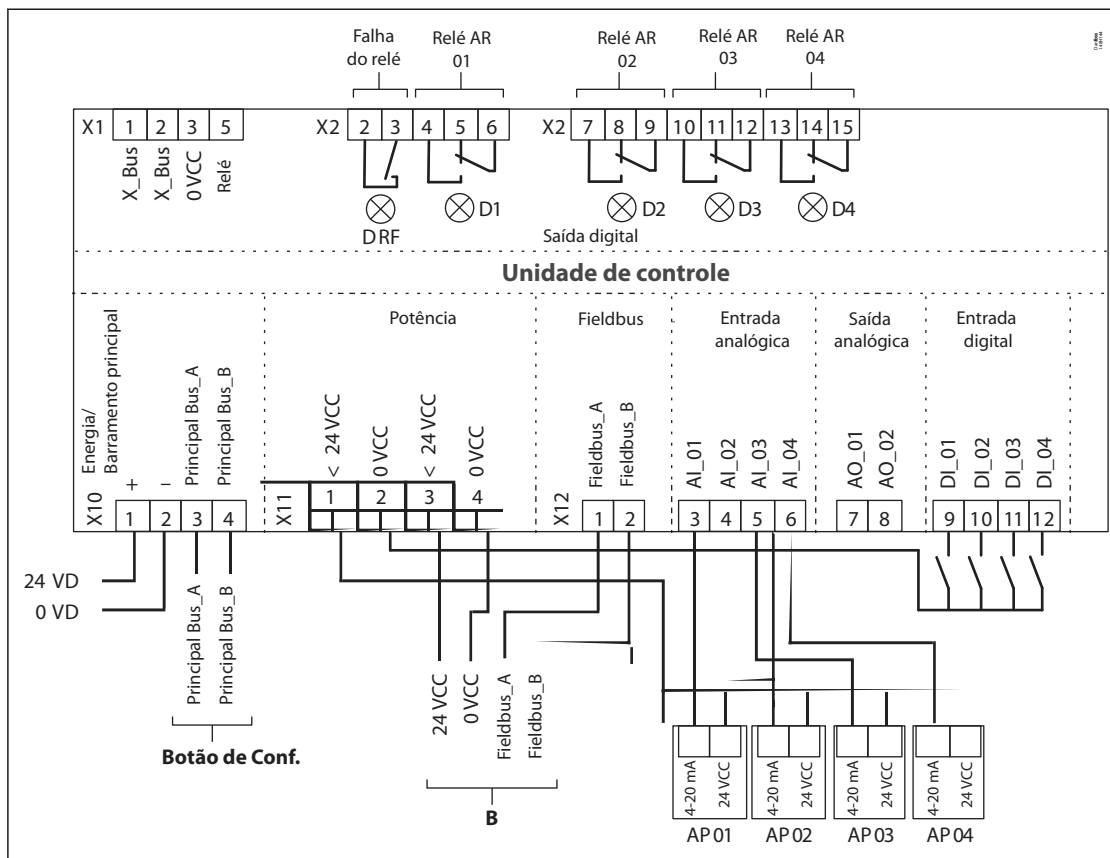 Falha
do relé
Relé AR
01
Relé AR
02
Relé AR
03
Relé AR
04
X1 1 2 3 5
X_Bus
X_Bus
0 VCC
Relé
X2 2 3 4 5 6
X2 7 8 9 10 11 12 13 14 15
D RF
D1
D2
D3
D4
Saída digital
Unidade de controle
Energia/
Barramento principal
Potência
Fieldbus
Entrada
analógica
Saída
analógica
Entrada
digital
+
–
Principal Bus_A
Principal Bus_B
< 24 VCC
0 VCC
< 24 VCC
0 VCC
Fieldbus_A
Fieldbus_B
AI_01
AI_02
AI_03
AI_04
AO_01
AO_02
DI_01
DI_02
DI_03
DI_04
X10 1 2 3 4
X11 1 2 3 4
X12 1 2
3 4 5 6
7 8
9 10 11 12
24 VD
0 VD
Principal Bus_A
Principal Bus_B
Botão de Conf.
24 VCC
0 VCC
Fieldbus_A
Fieldbus_B
B
4-20 mA
24 VCC
AP 01
4-20 mA
24 VCC
AP 02
4-20 mA
24 VCC
AP 03
4-20 mA
24 VCC
AP 04